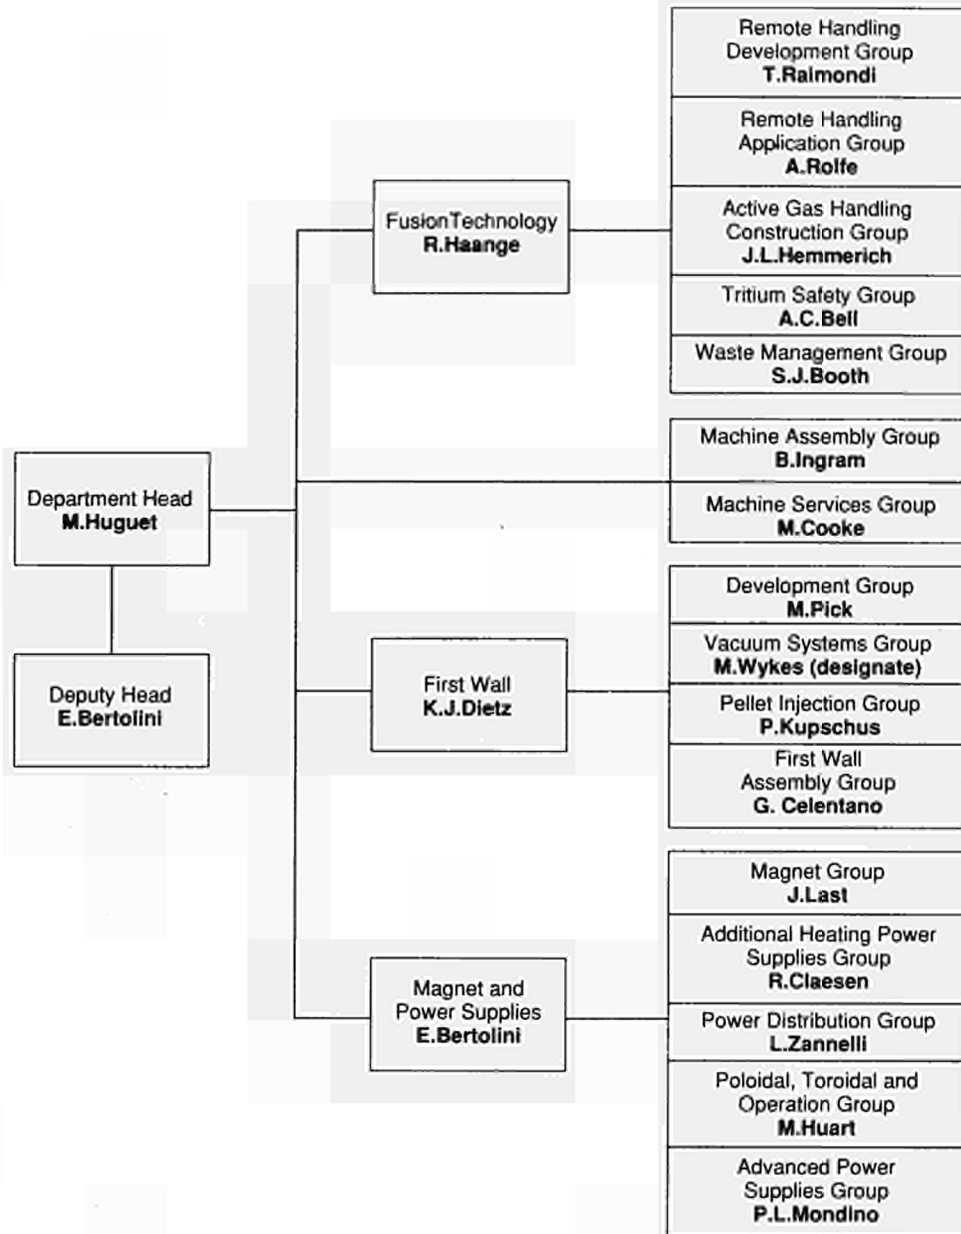 Department Head
M.Huguet
Deputy Head
E.Bertolini
FusionTechnology
R.Haange
Remote Handling
Development Group
T.Raimondi
Remote Handling
Application Group
A.Rolfe
Active Gas Handling
Construction Group
J.L.Hemmerich
Tritium Safety Group
A.C.Bell
Waste Management Group
S.J.Booth
Machine Assembly Group
B.Ingram
Machine Services Group
M.Cooke
First Wall
K.J.Dietz
Development Group
M.Pick
Vacuum Systems Group
M.Wykes (designate)
Pellet Injection Group
P.Kupschus
First Wall
Assembly Group
G. Celentano
Magnet and
Power Supplies
E.Bertolini
Magnet Group
J.Last
Additional Heating Power
Supplies Group
R.Claesen
Power Distribution Group
L.Zannelli
Poloidal, Toroidal and
Operation Group
M.Huart
Advanced Power
Supplies Group
P.L.Mondino